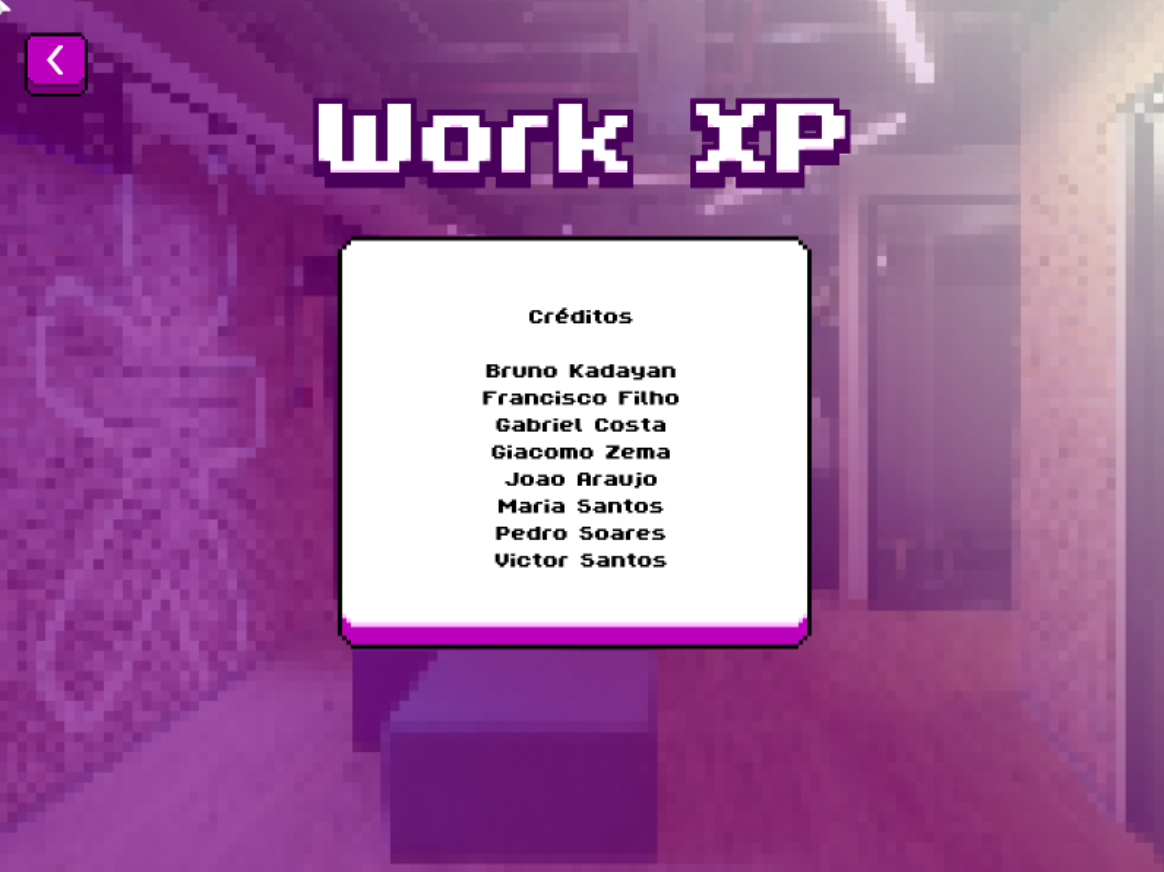 Work XP
Créditos
Bruno Kadayan
Francisco Filho
Gabriel Costa
Giacomo Zema
Joao Araujo
Maria Santos
Pedro Soares
Victor Santos